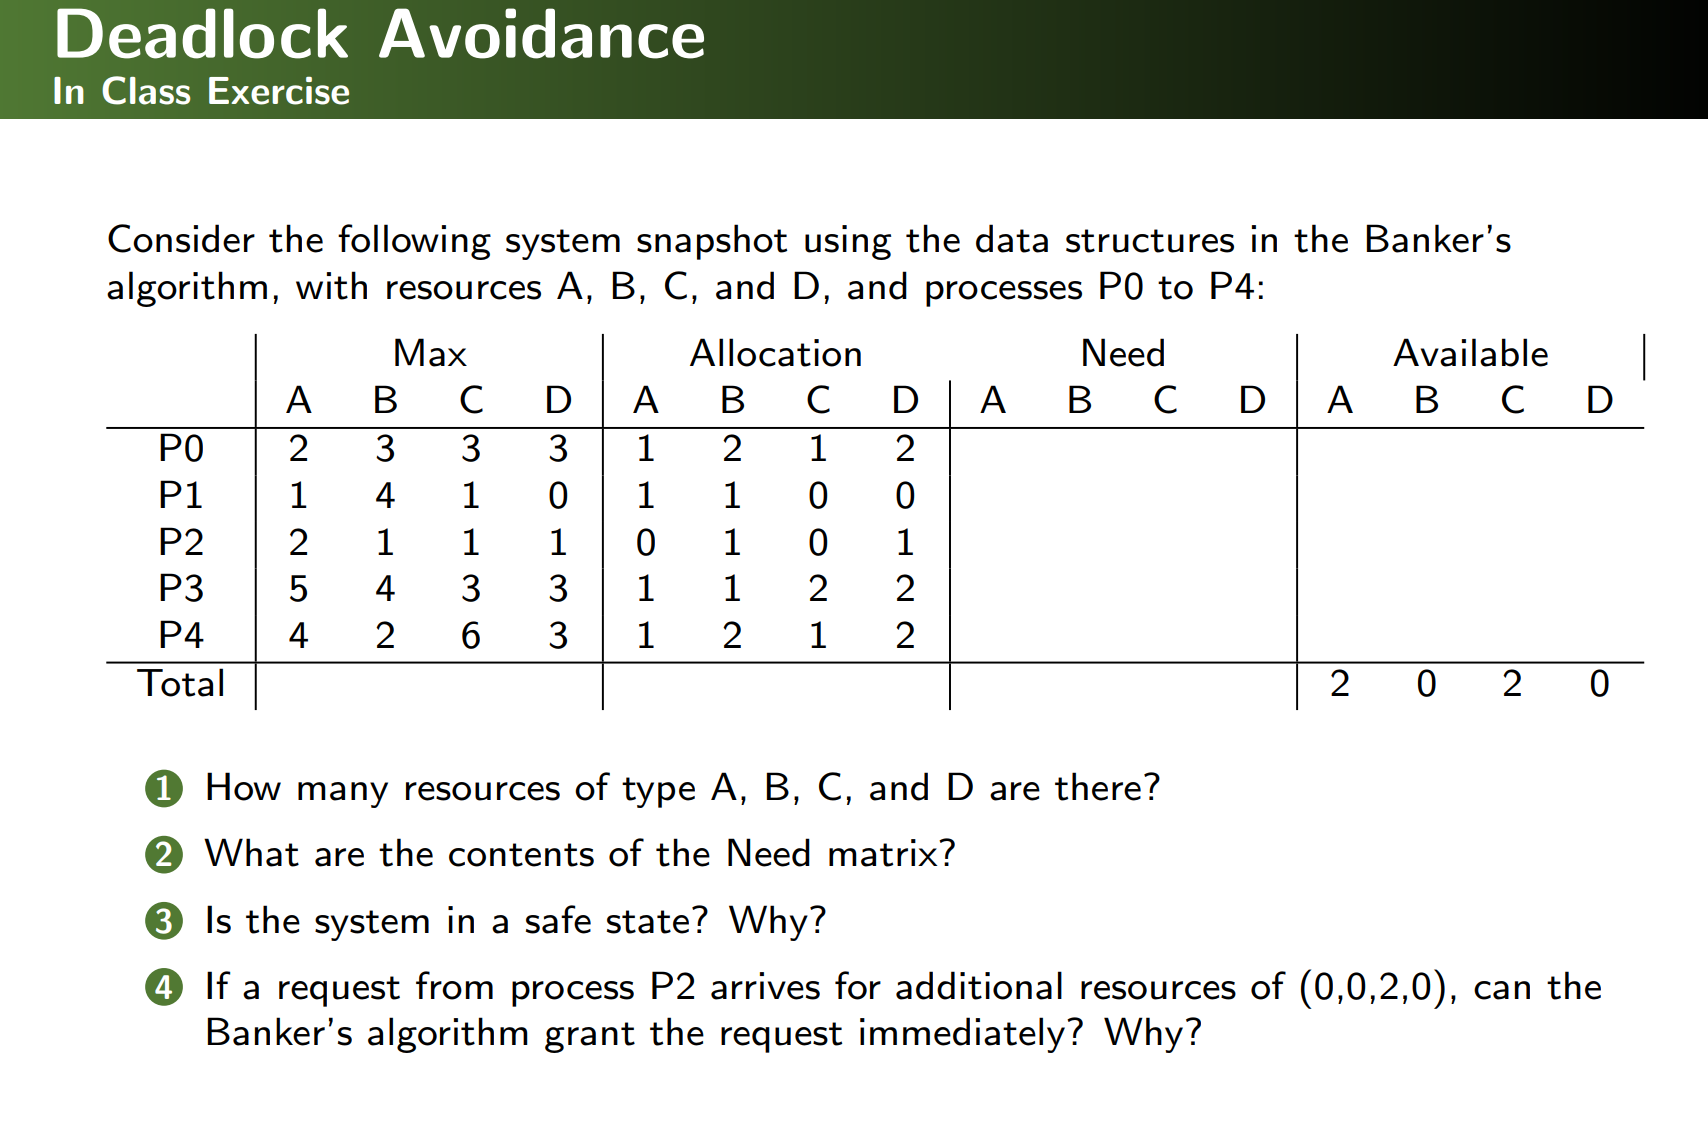 Deadlock Avoidance
In Class Exercise
Consider the following system snapshot using the data structures in the Banker's
algorithm, with resources A, B, C, and D, and processes P0 to P4:
Max Allocation Need Available
A B C D A B C D A B C D A B C D
P0 2 3 3 3 1 2 1 2
P1 1 4 1 0 1 1 0 0
P2 2 1 1 1 0 1 0 1
P3 5 4 3 3 1 1 2 2
P4 4 2 6 3 1 2 1 2
Total 2 0 2 0
1 How many resources of type A, B, C, and D are there?
2 What are the contents of the Need matrix?
3 Is the system in a safe state? Why?
4 If a request from process P2 arrives for additional resources of (0,0,2,0), can the
Banker's algorithm grant the request immediately? Why?